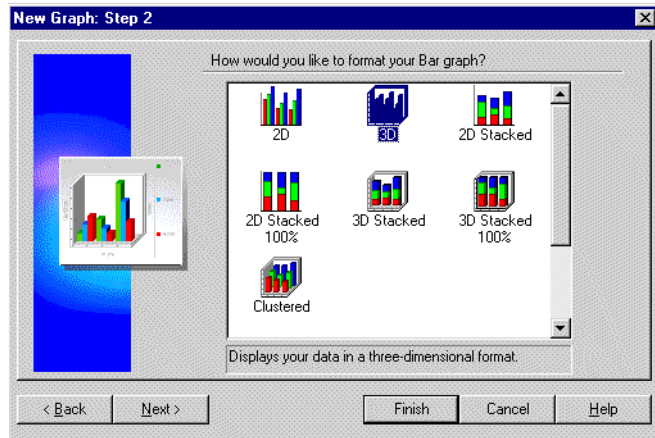 New Graph: Step 2
How would you like to format your Bar graph?
2D
3D
2D Stacked
2D Stacked
100%
3D Stacked
3D Stacked
100%
Clustered
Displays your data in a three-dimensional format.
< Back
Next >
Finish
Cancel
Help